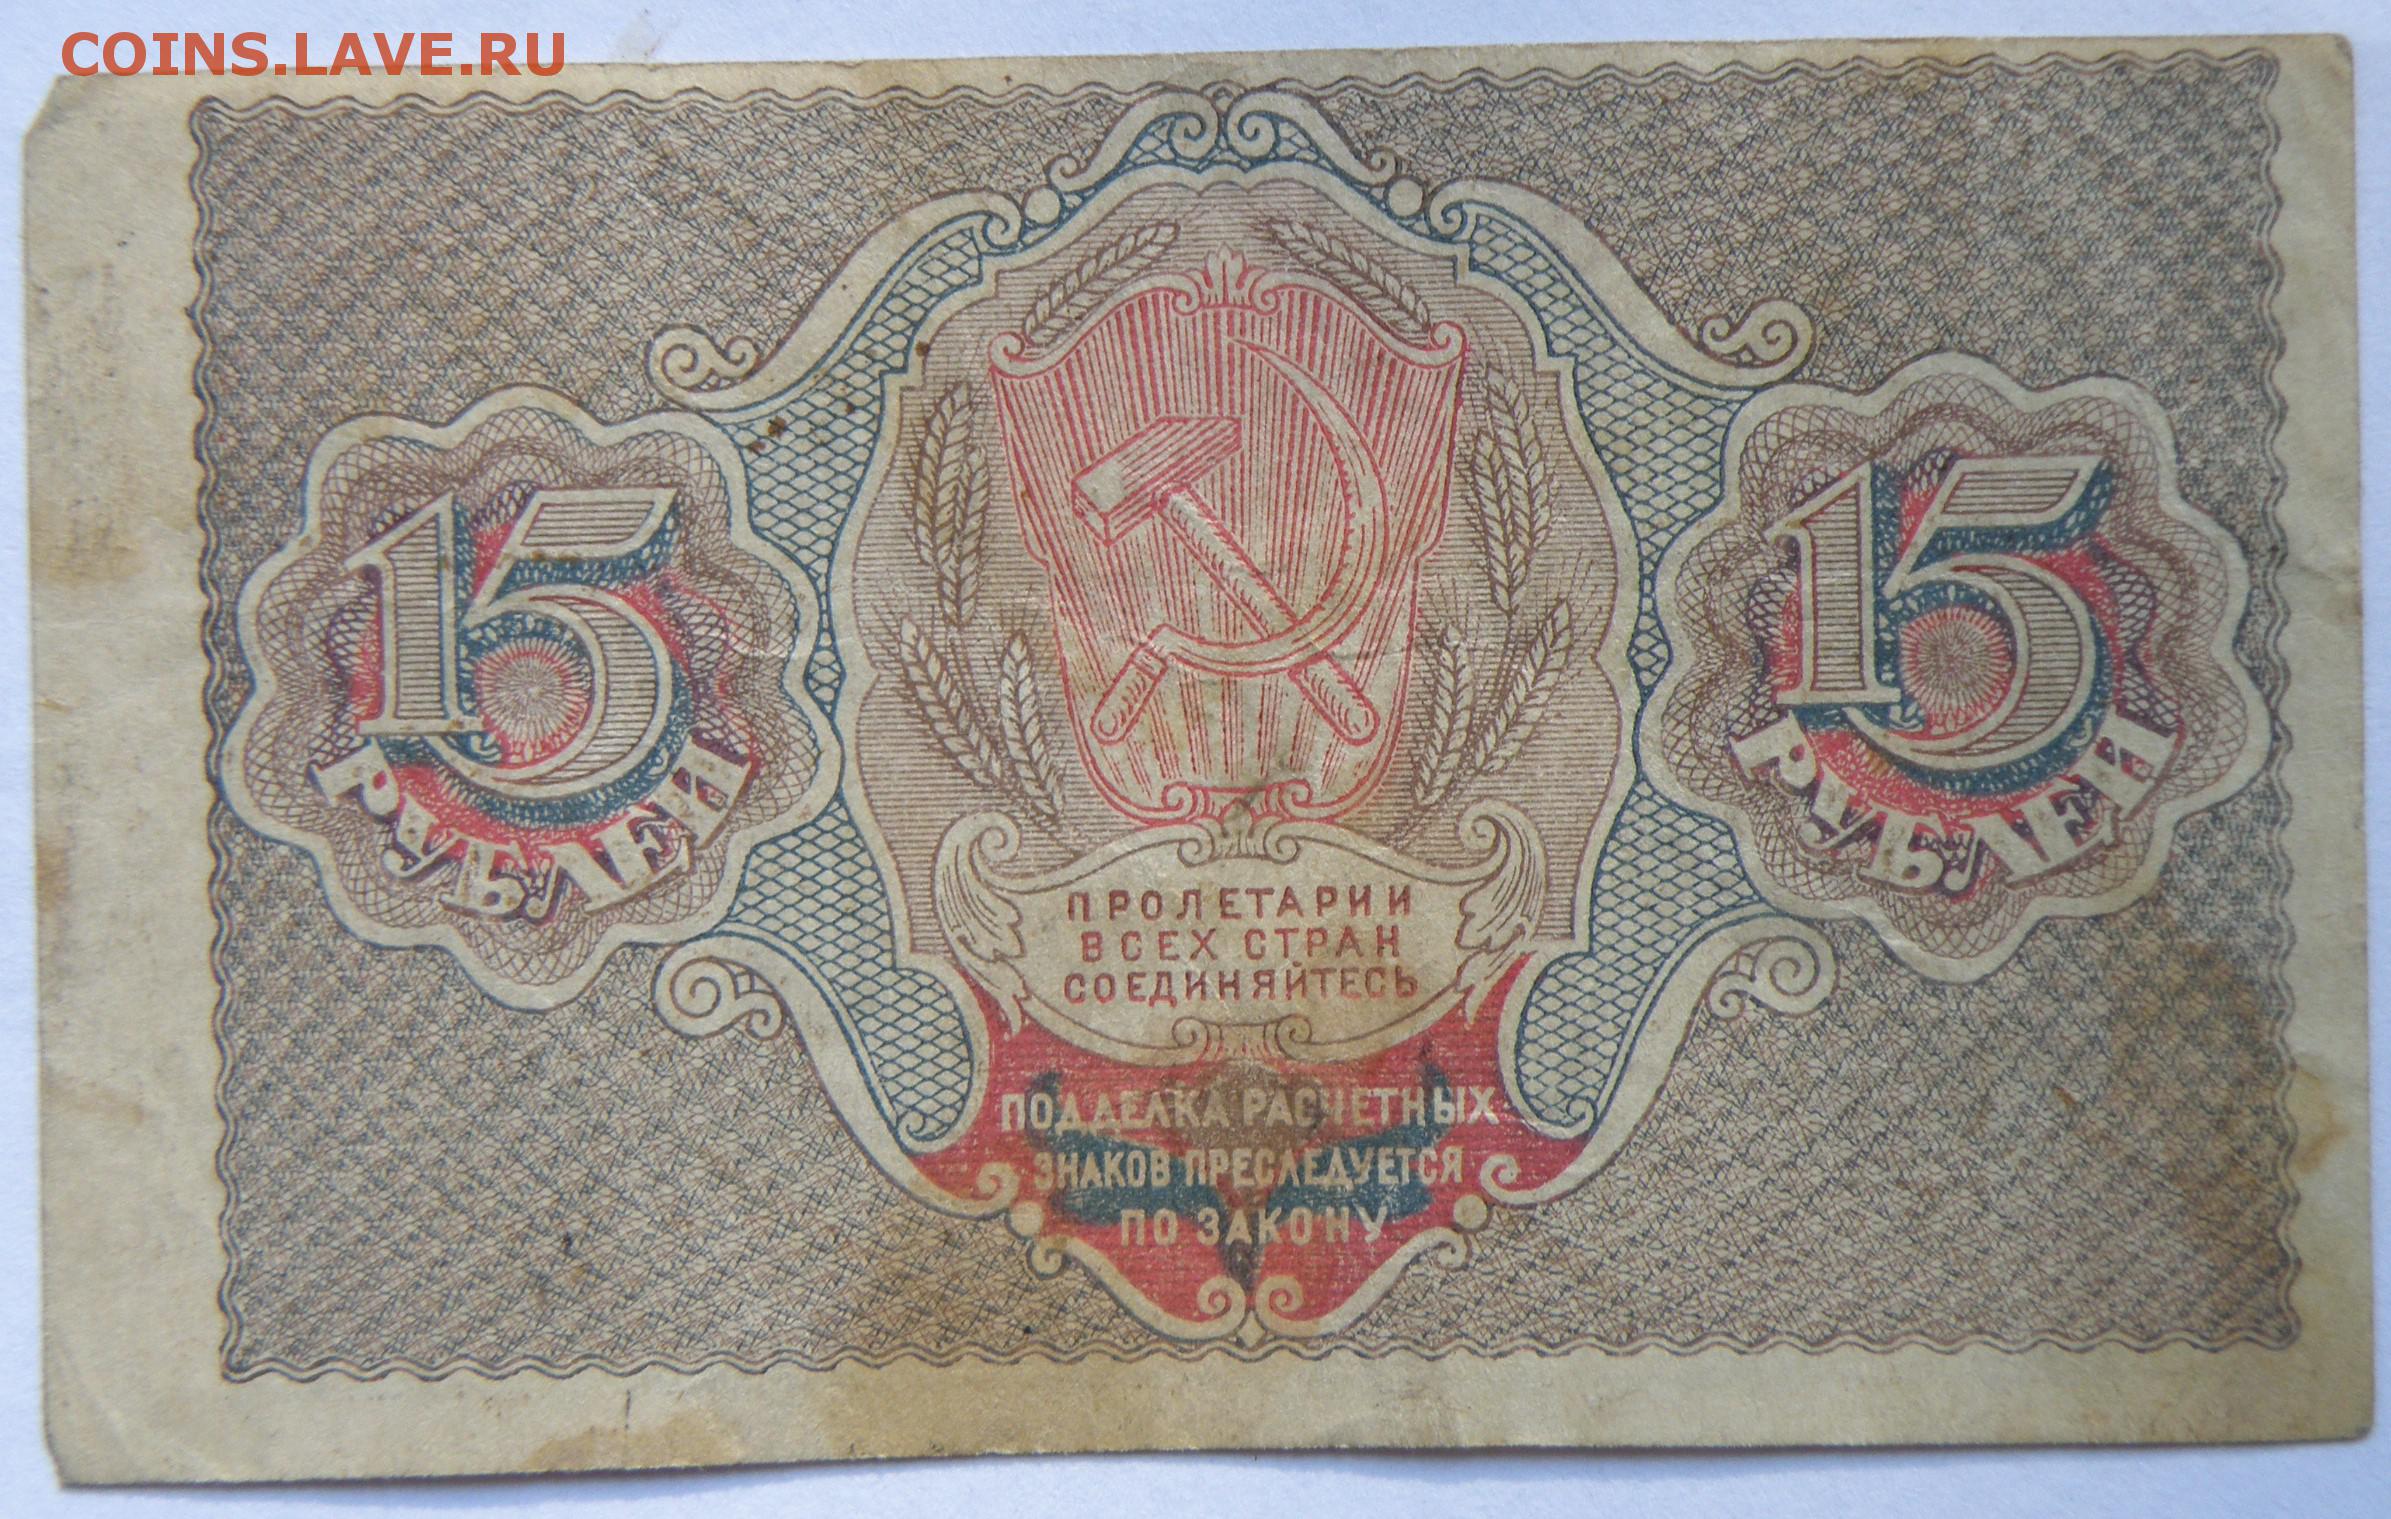 COINS.LAVE.RU
15
РУБЛЕЙ
15
РУБЛЕЙ
ПРОЛЕТАРИИ
ВСЕХ СТРАН
СОЕДИНЯЙТЕСЬ
ПОДДЕЛКА РАСЧЕТНЫХ
ЗНАКОВ ПРЕСЛЕДУЕТСЯ
ПО ЗАКОНУ